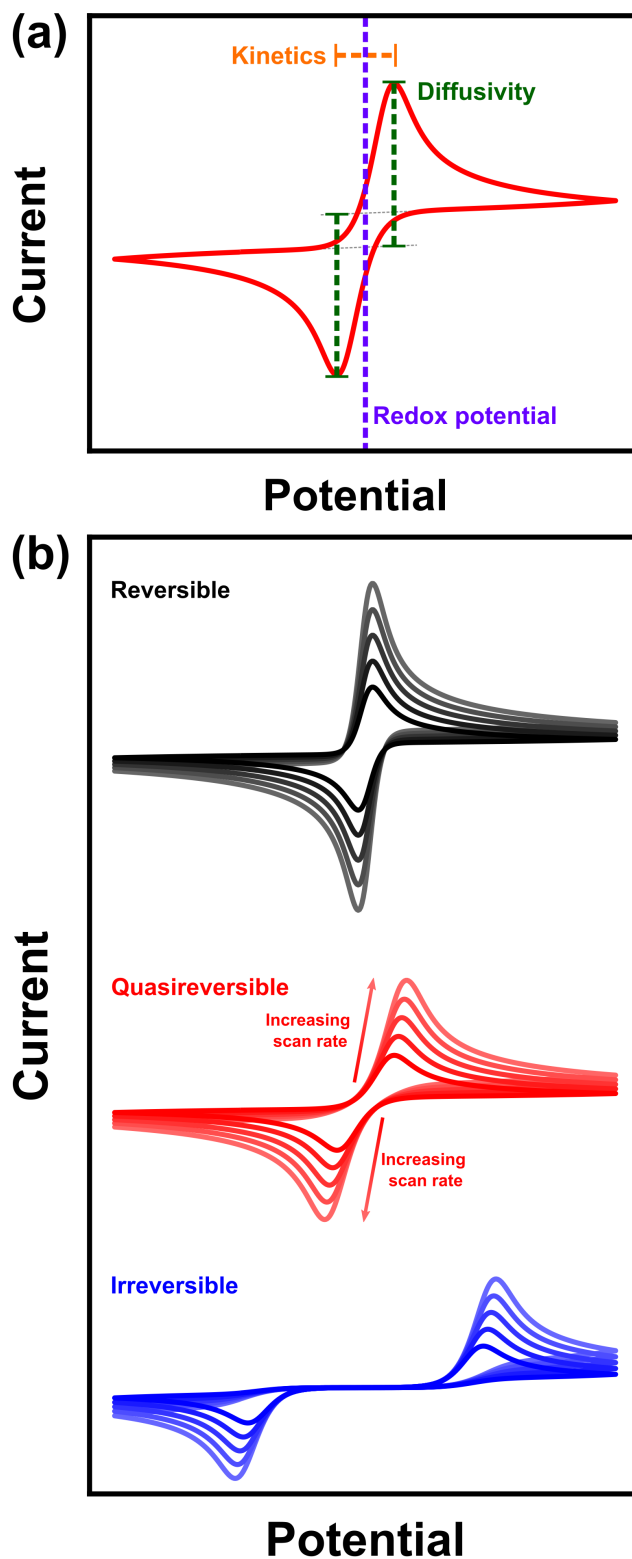 (a)
Kinetics
Diffusivity
Current
Redox potential
Potential
(b)
Reversible
Quasireversible
Increasing
scan rate
Current
Increasing
scan rate
Irreversible
Potential